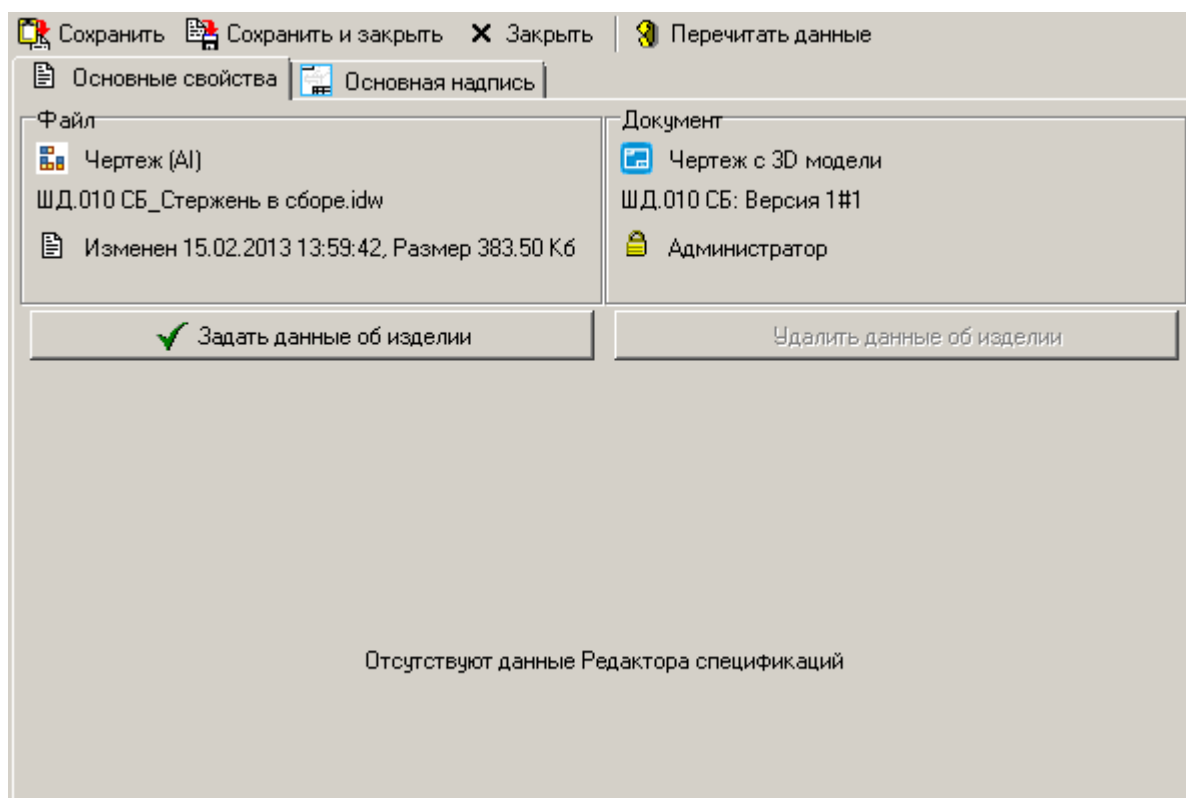 Сохранить Сохранить и закрыть Закрыть Перечитать данные
Основные свойства Основная надпись
Файл
Чертеж (AI)
ШД.010 СБ_Стержень в сборе.idw
Изменен 15.02.2013 13:59:42, Размер 383.50 Кб
Документ
Чертеж с 3D модели
ШД.010 СБ: Версия 1#1
Администратор
Задать данные об изделии Удалить данные об изделии
Отсутствуют данные Редактора спецификаций